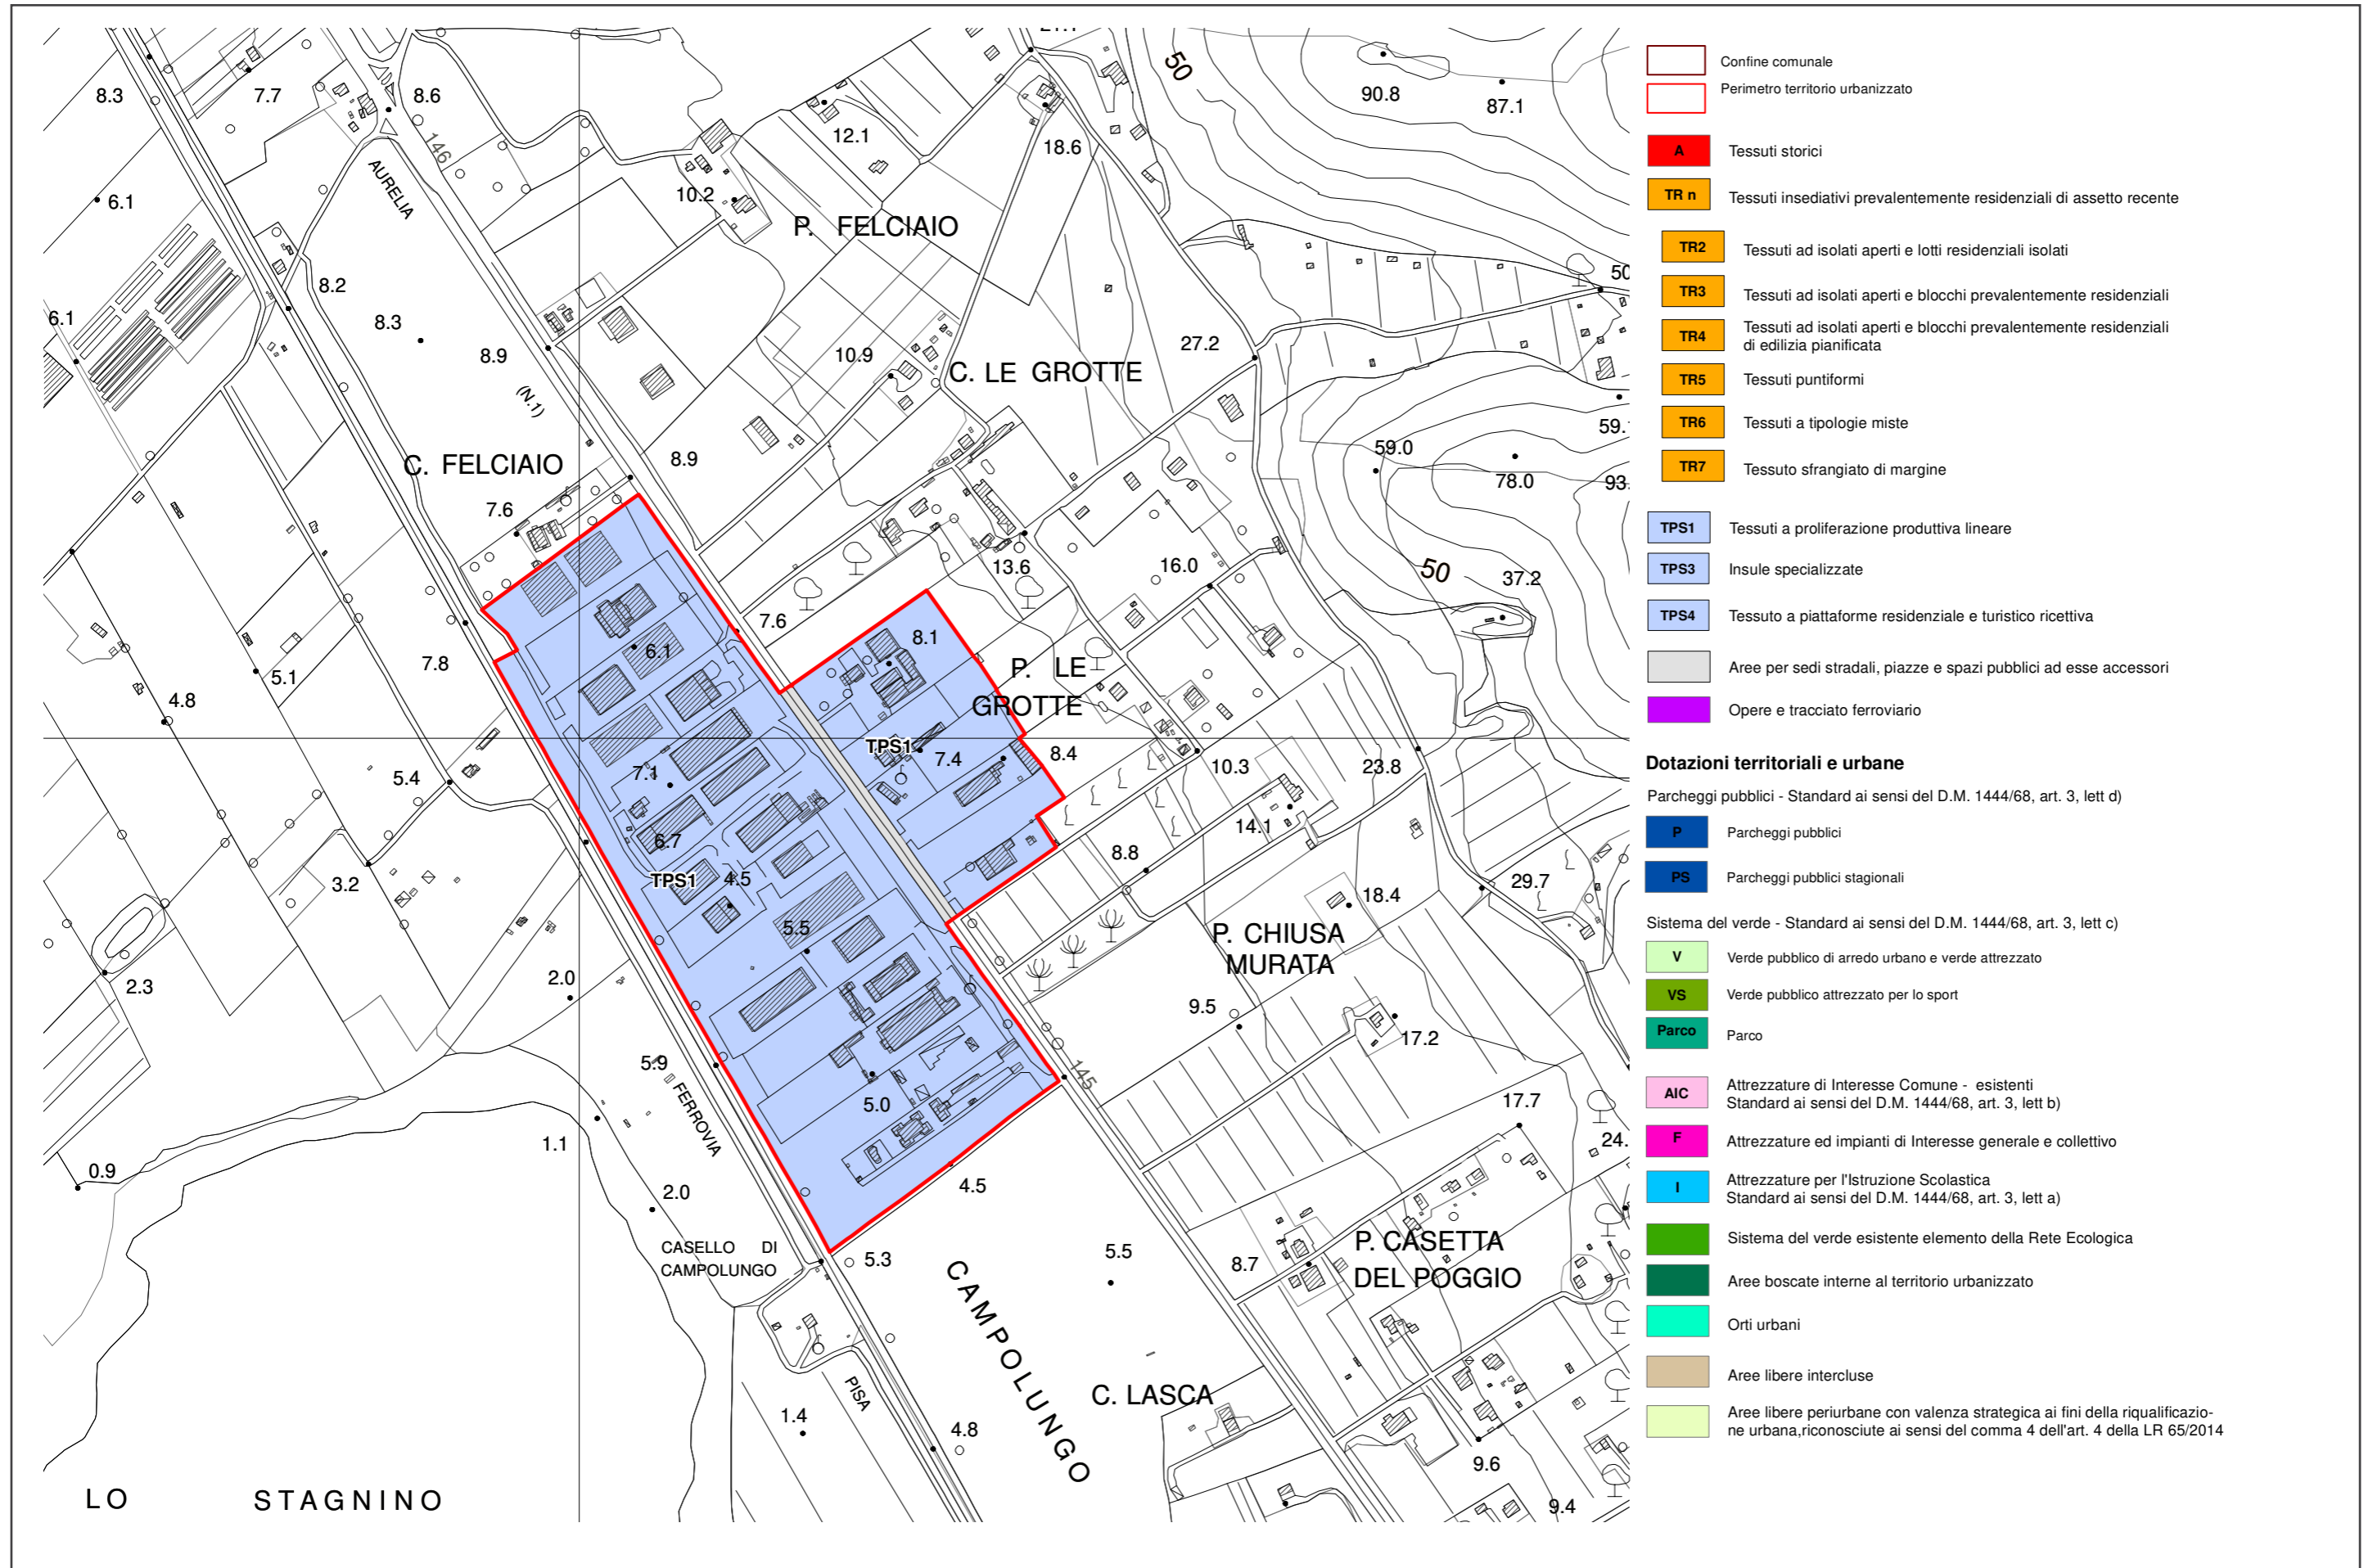 21.1
50
90.8
87.1
8.3
7.7
8.6
146
12.1
18.6
AURELIA
10.2
6.1
P. FELCIAIO
8.2
8.3
6.1
8.9
(N.1)
10.9
C. LE GROTTE
27.2
50
C. FELCIAIO
8.9
59.0
59.
78.0
93.
7.6
13.6
16.0
50
37.2
7.6
8.1
6.1
P. LE
GROTTE
7.8
5.1
4.8
TPS1
7.4
8.4
7.1
10.3
23.8
5.4
6.7
14.1
8.8
TPS1
4.5
3.2
18.4
29.7
5.5
P. CHIUSA
MURATA
2.3
2.0
9.5
17.2
5.9
FERROVIA
145
5.0
17.7
1.1
24.
0.9
4.5
2.0
CASELLO DI
CAMPOLUNGO
5.3
5.5
8.7
P. CASETTA
DEL POGGIO
CAMPOLUNGO
PISA
C. LASCA
1.4
4.8
9.6
9.4
LO STAGNINO
Confine comunale
Perimetro territorio urbanizzato
A Tessuti storici
TR n Tessuti insediativi prevalentemente residenziali di assetto recente
TR2 Tessuti ad isolati aperti e lotti residenziali isolati
TR3 Tessuti ad isolati aperti e blocchi prevalentemente residenziali
TR4 Tessuti ad isolati aperti e blocchi prevalentemente residenziali
di edilizia pianificata
TR5 Tessuti puntiformi
TR6 Tessuti a tipologie miste
TR7 Tessuto sfrangiato di margine
TPS1 Tessuti a proliferazione produttiva lineare
TPS3 Insule specializzate
TPS4 Tessuto a piattaforme residenziale e turistico ricettiva
Aree per sedi stradali, piazze e spazi pubblici ad esse accessori
Opere e tracciato ferroviario
Dotazioni territoriali e urbane
Parcheggi pubblici - Standard ai sensi del D.M. 1444/68, art. 3, lett d)
P Parcheggi pubblici
PS Parcheggi pubblici stagionali
Sistema del verde - Standard ai sensi del D.M. 1444/68, art. 3, lett c)
V Verde pubblico di arredo urbano e verde attrezzato
VS Verde pubblico attrezzato per lo sport
Parco Parco
AIC Attrezzature di Interesse Comune - esistenti
Standard ai sensi del D.M. 1444/68, art. 3, lett b)
F Attrezzature ed impianti di Interesse generale e collettivo
I Attrezzature per l'Istruzione Scolastica
Standard ai sensi del D.M. 1444/68, art. 3, lett a)
Sistema del verde esistente elemento della Rete Ecologica
Aree boscate interne al territorio urbanizzato
Orti urbani
Aree libere intercluse
Aree libere periurbane con valenza strategica ai fini della riqualificazio-
ne urbana,riconosciute ai sensi del comma 4 dell'art. 4 della LR 65/2014